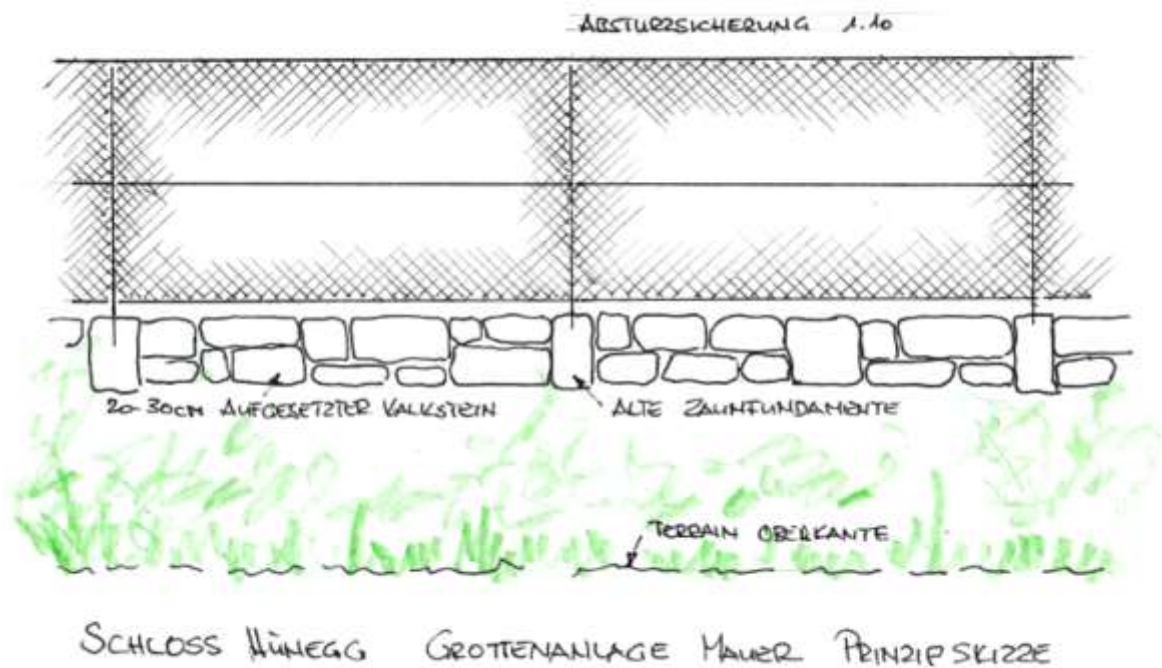 ABSTURZSICHERUNG 1.10
20-30CM AUFGESETZTER KALKSTEIN
ALTE ZAUNFUNDAMENTE
TERRAIN OBERKANTE
SCHLOSS HÜNEGG GROTTENANLAGE MAUER PRINZIPSKIZZE